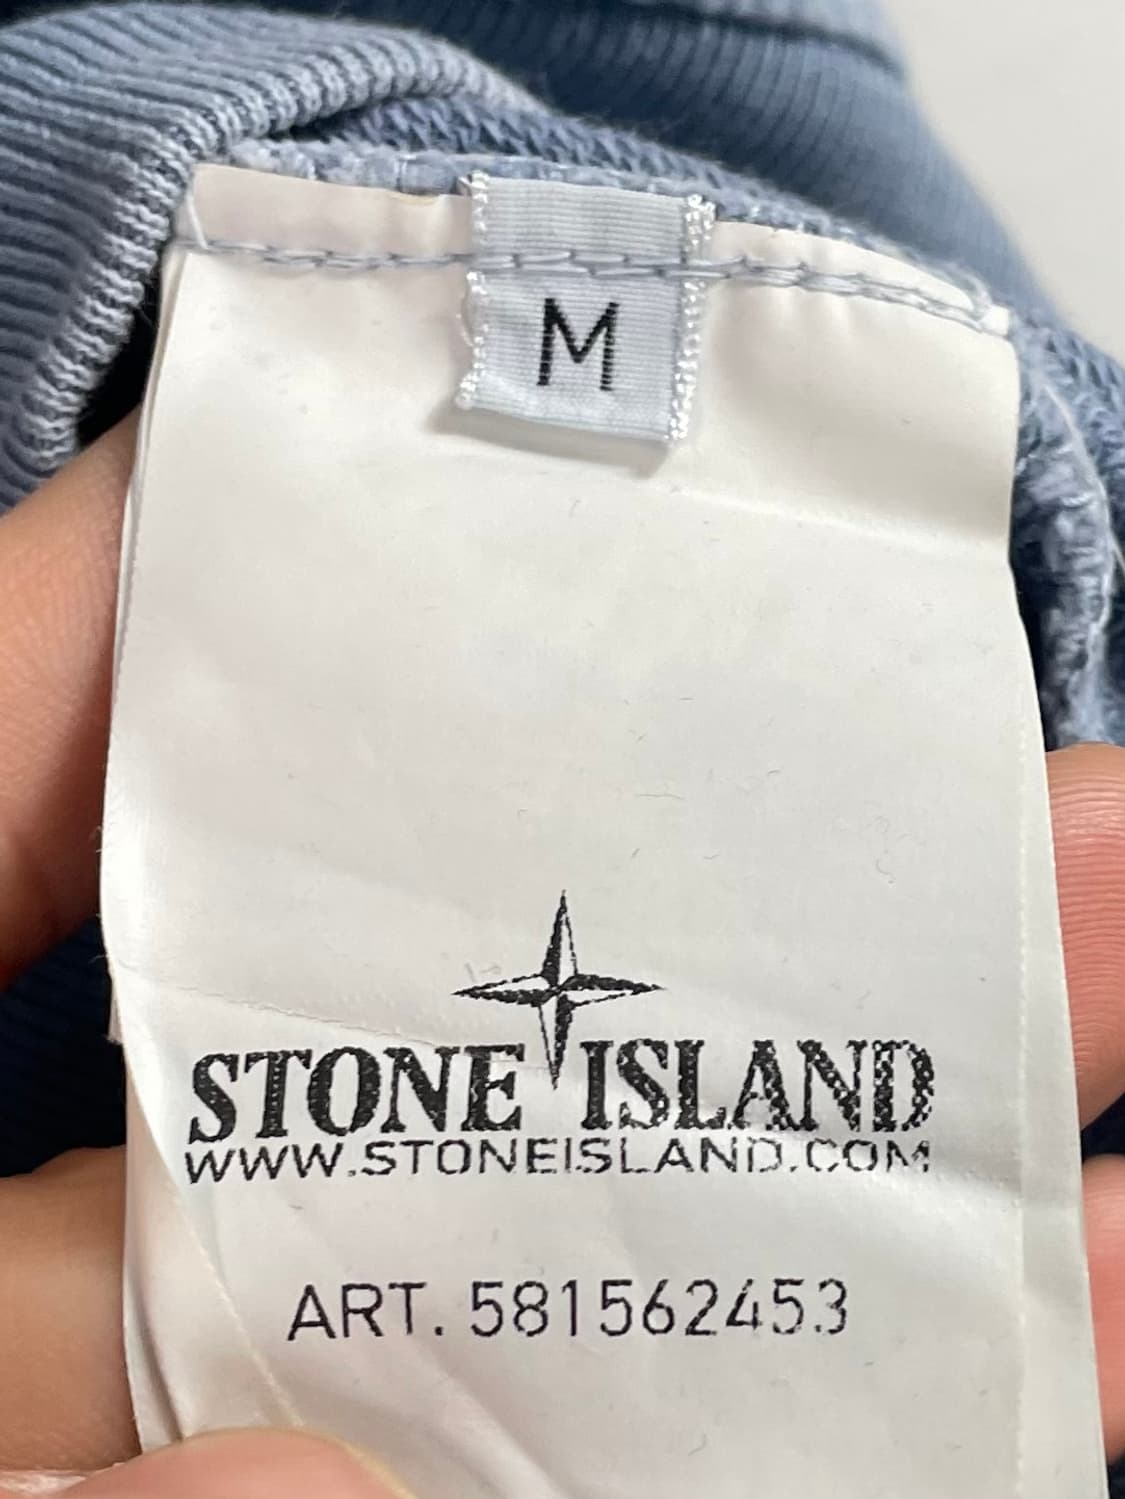 M
STONE ISLAND
WWW.STONEISLAND.COM
ART. 581562453